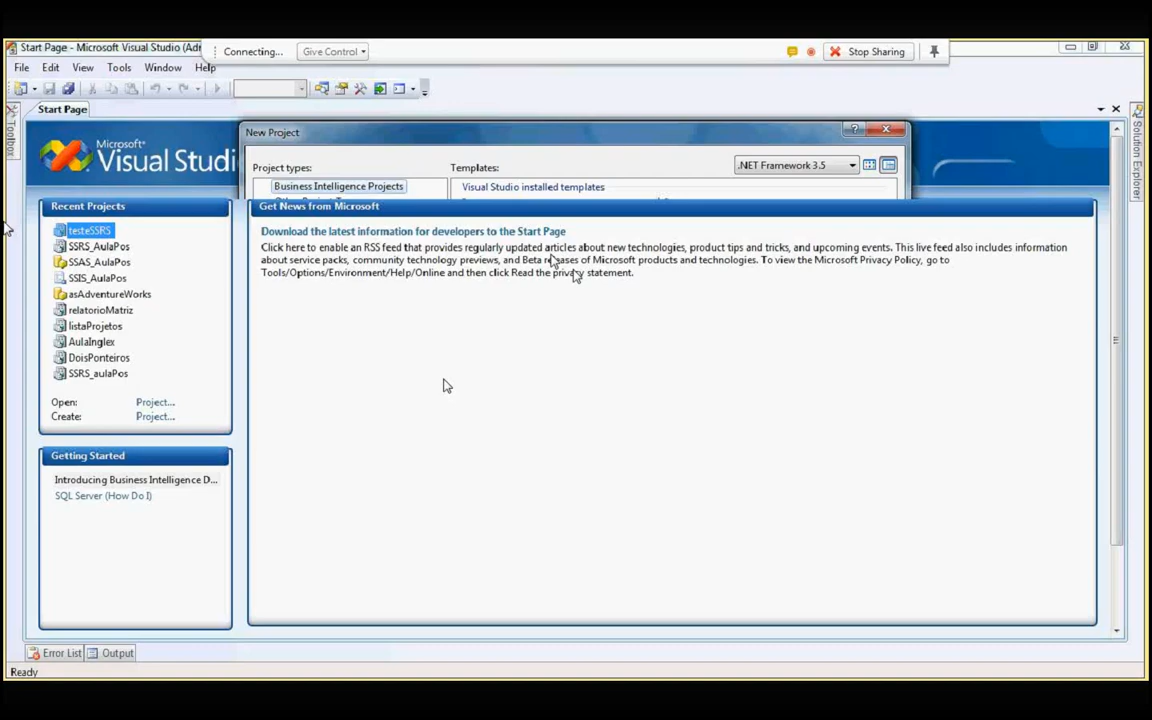 Start Page - Microsoft Visual Studio (Ad
Connecting...
Give Control
Stop Sharing
File Edit View Tools Window Help
Start Page
Toolbox
Solution Explorer
Microsoft®
Visual Studi
New Project
Project types:
Templates:
.NET Framework 3.5
Business Intelligence Projects
Visual Studio installed templates
Recent Projects
testeSSRS
SSRS_AulaPos
SSAS_AulaPos
SSIS_AulaPos
asAdventureWorks
relatorioMatriz
listaProjetos
AulaInglex
DoisPonteiros
SSRS_aulaPos
Open: Project...
Create: Project...
Getting Started
Introducing Business Intelligence D...
SQL Server (How Do I)
Get News from Microsoft
Download the latest information for developers to the Start Page
Click here to enable an RSS feed that provides regularly updated articles about new technologies, product tips and tricks, and upcoming events. This live feed also includes information
about service packs, community technology previews, and Beta releases of Microsoft products and technologies. To view the Microsoft Privacy Policy, go to
Tools/Options/Environment/Help/Online and then click Read the privacy statement.
Error List
Output
Ready